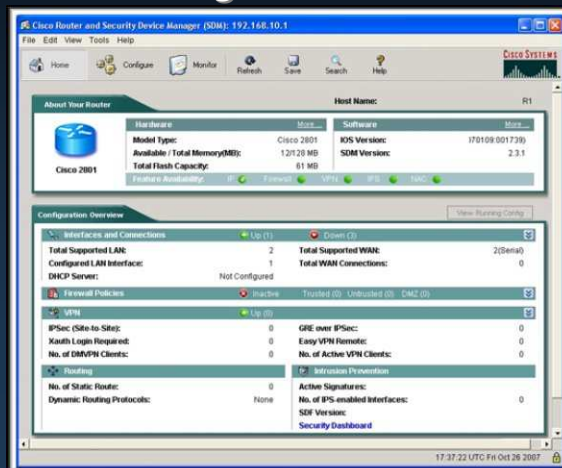 Cisco Router and Security Device Manager (SDM): 192.168.10.1
File Edit View Tools Help
Home Configure Monitor Refresh Save Search Help
CISCO SYSTEMS
About Your Router Host Name: R1
Hardware More ... Software More ...
Model Type: Cisco 2801 IOS Version: )70109:001739)
Available / Total Memory(MB): 12/128 MB SDM Version: 2.3.1
Total Flash Capacity: 61 MB
Cisco 2801
Feature Availability: IP Firewall VPN IPS NAC
Configuration Overview View Running Config
Interfaces and Connections Up (1) Down (3)
Total Supported LAN: 2 Total Supported WAN: 2(Serial)
Configured LAN Interface: 1 Total WAN Connections: 0
DHCP Server: Not Configured
Firewall Policies Inactive Trusted (0) Untrusted (0) DMZ (0)
VPN Up (0)
IPSec (Site-to-Site): 0 GRE over IPSec: 0
Xauth Login Required: 0 Easy VPN Remote: 0
No. of DMVPN Clients: 0 No. of Active VPN Clients: 0
Routing Intrusion Prevention
No. of Static Route: 0 Active Signatures:
Dynamic Routing Protocols: None No. of IPS-enabled Interfaces: 0
SDF Version:
Security Dashboard
17:37:22 UTC Fri Oct 26 2007